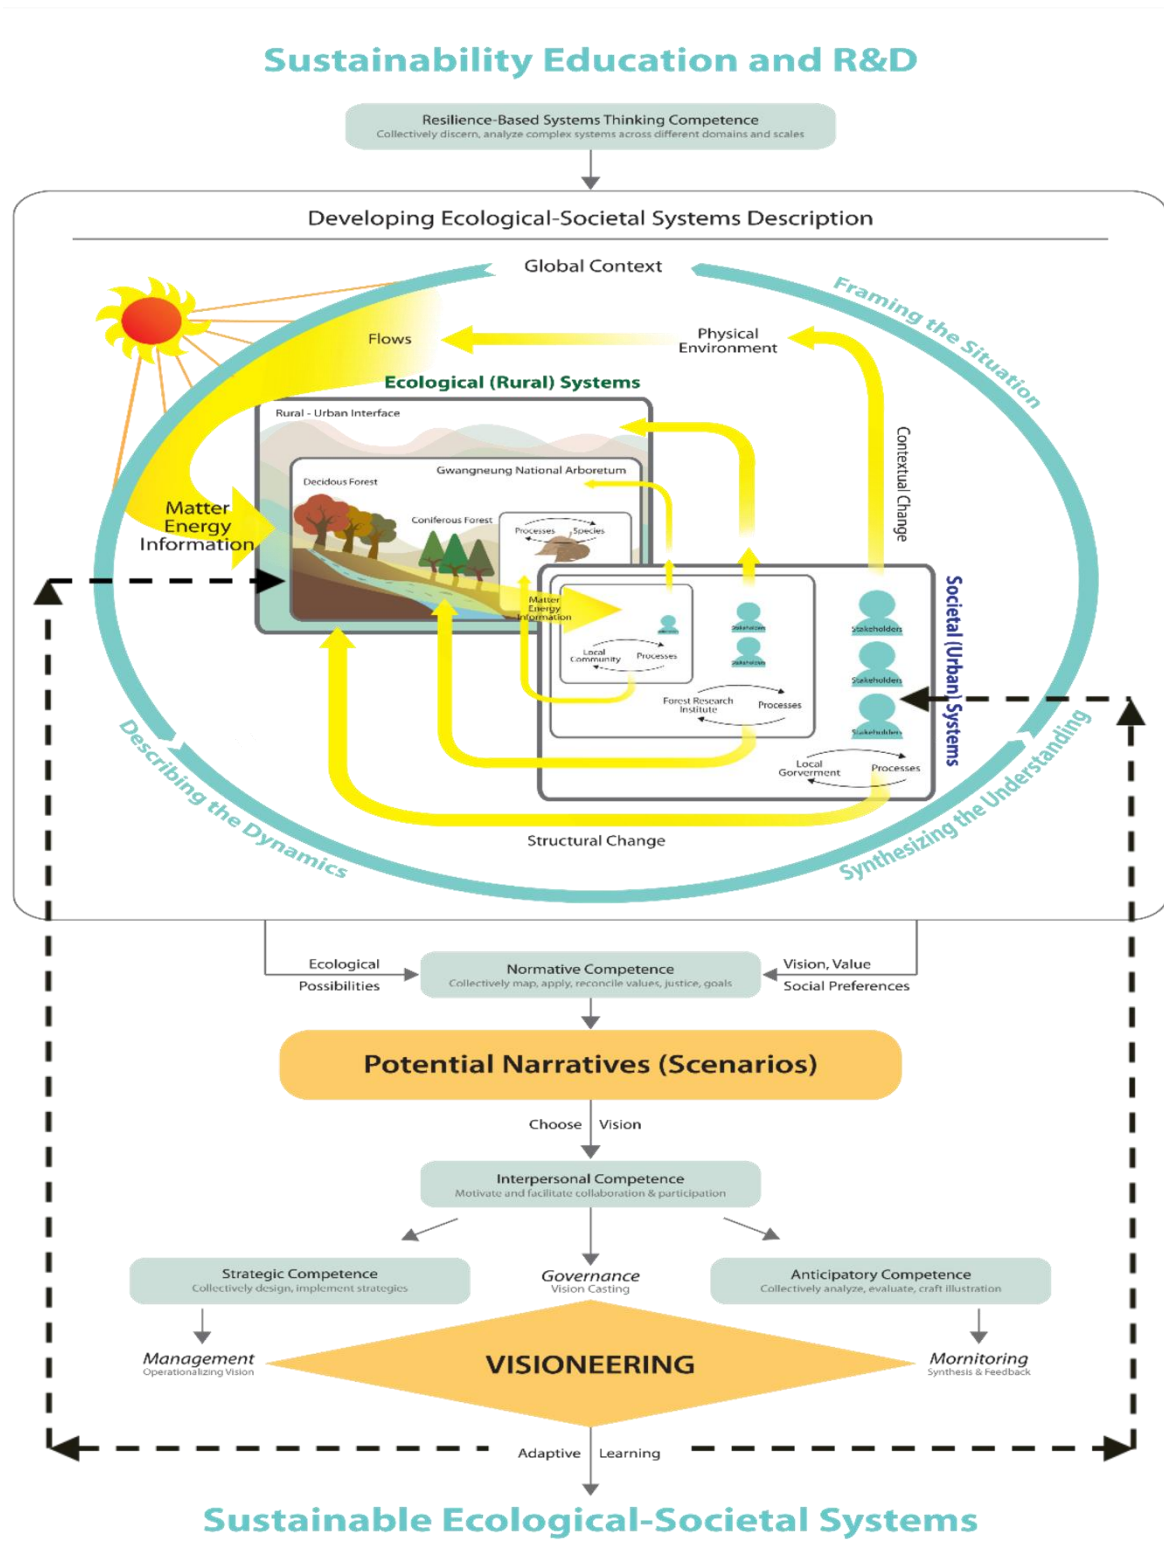 Sustainability Education and R&D
Resilience-Based Systems Thinking Competence
Collectively discern, analyze complex systems across different domains and scales
Developing Ecological-Societal Systems Description
Global Context
Framing the Situation
Flows
Physical
Environment
Ecological (Rural) Systems
Rural - Urban Interface
Contextual Change
Gwangneung National Arboretum
Decidous Forest
Coniferous Forest
Processes
Species
Matter
Energy
Information
Matter
Energy
Information
Societal (Urban) Systems
Stakeholders
Stakeholders
Stakeholders
Stakeholders
Stakeholders
Local
Community
Processes
Forest Research
Institute
Processes
Local
Gorverment
Processes
Describing the Dynamics
Synthesizing the Understanding
Structural Change
Ecological
Possibilities
Normative Competence
Collectively map, apply, reconcile values, justice, goals
Vision, Value
Social Preferences
Potential Narratives (Scenarios)
Choose
Vision
Interpersonal Competence
Motivate and facilitate collaboration & participation
Strategic Competence
Collectively design, implement strategies
Governance
Vision Casting
Anticipatory Competence
Collectively analyze, evaluate, craft illustration
Management
Operationalizing Vision
VISIONEERING
Mornitoring
Synthesis & Feedback
Adaptive
Learning
Sustainable Ecological-Societal Systems